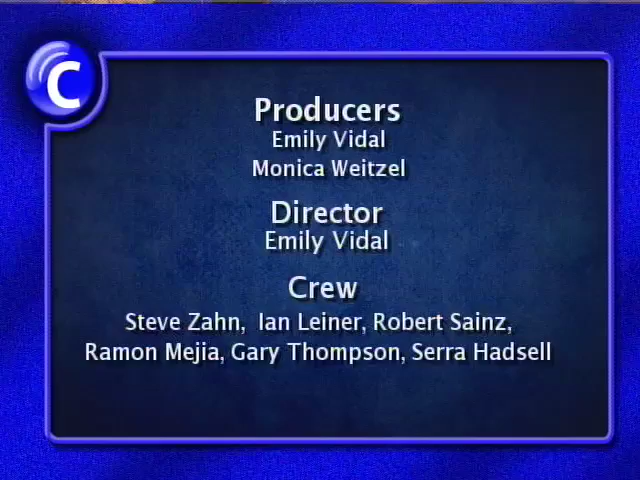 C
Producers
Emily Vidal
Monica Weitzel
Director
Emily Vidal
Crew
Steve Zahn, Ian Leiner, Robert Sainz,
Ramon Mejia, Gary Thompson, Serra Hadsell